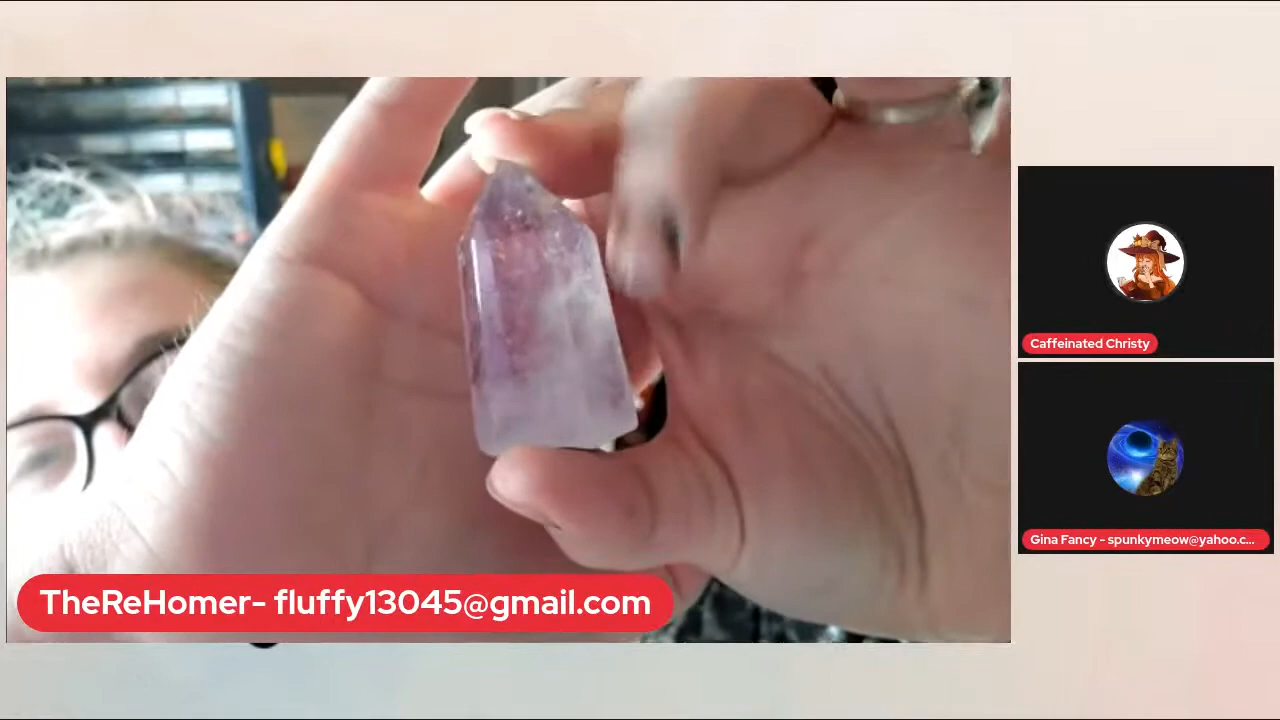 Caffeinated Christy
Gina Fancy - spunkymeow@yahoo.c...
TheReHomer- fluffy13045@gmail.com